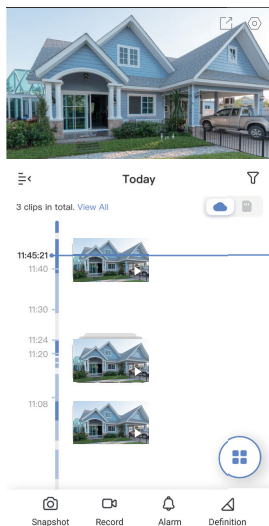 Today
3 clips in total. View All
11:45:21
11:40
11:30
11:24
11:20
11:08
Snapshot
Record
Alarm
Definition